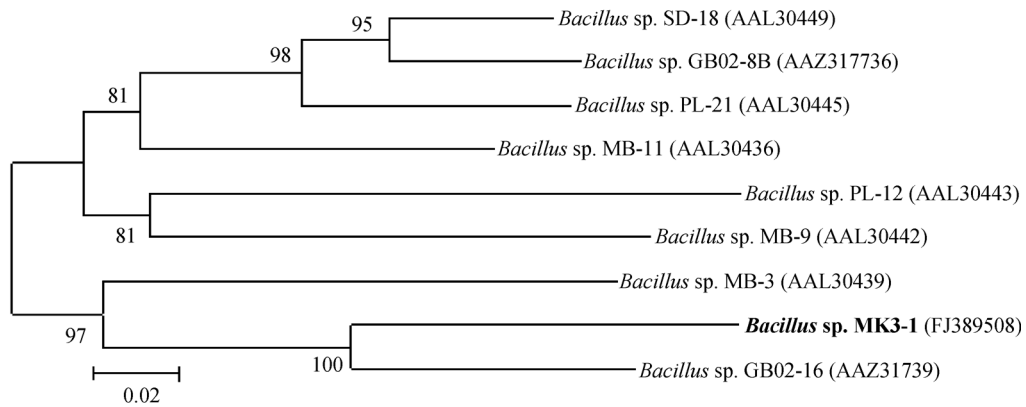 95
Bacillus sp. SD-18 (AAL30449)
98
Bacillus sp. GB02-8B (AAZ317736)
81
Bacillus sp. PL-21 (AAL30445)
Bacillus sp. MB-11 (AAL30436)
Bacillus sp. PL-12 (AAL30443)
81
Bacillus sp. MB-9 (AAL30442)
Bacillus sp. MB-3 (AAL30439)
97
Bacillus sp. MK3-1 (FJ389508)
100
Bacillus sp. GB02-16 (AAZ31739)
0.02